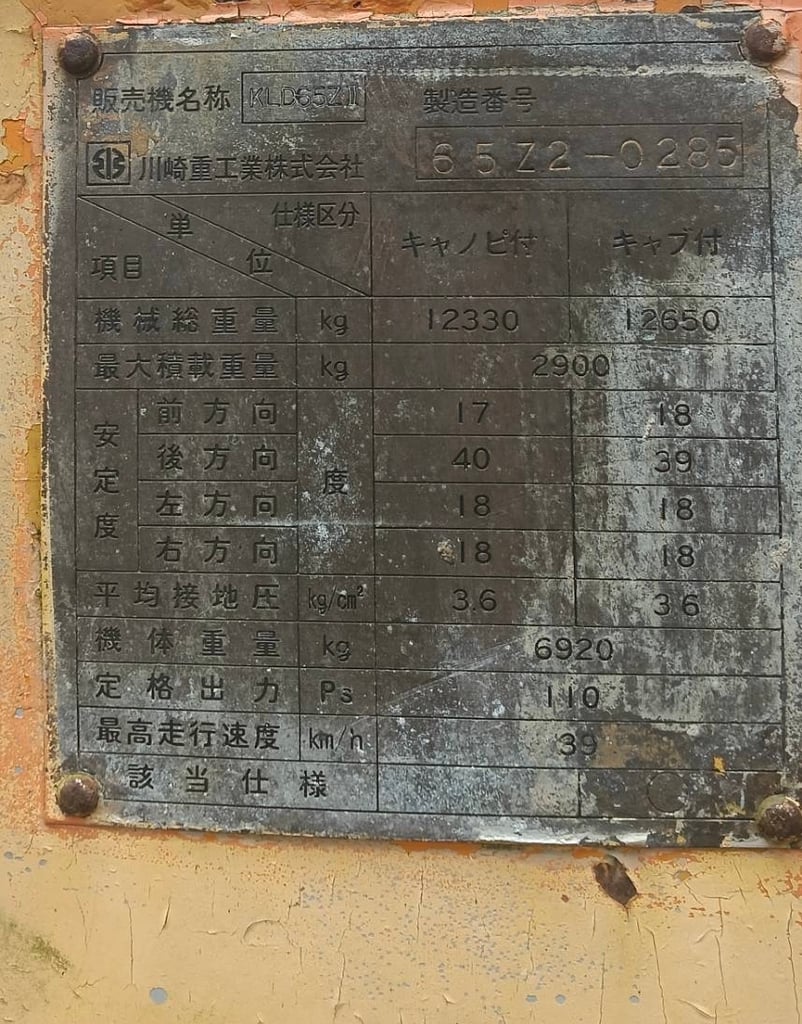 販売機名称 KLD65ZⅡ 製造番号
川崎重工業株式会社 65Z2-0285
単位 仕様区分 項目 キャノピ付 キャブ付
機械総重量 kg 12330 12650
最大積載重量 kg 2900
安定度 前方向 度 17 18
後方向 40 39
左方向 18 18
右方向 18 18
平均接地圧 kg/cm² 3.6 3.6
機体重量 kg 6920
定格出力 Ps 110
最高走行速度 km/h 39
該当仕様